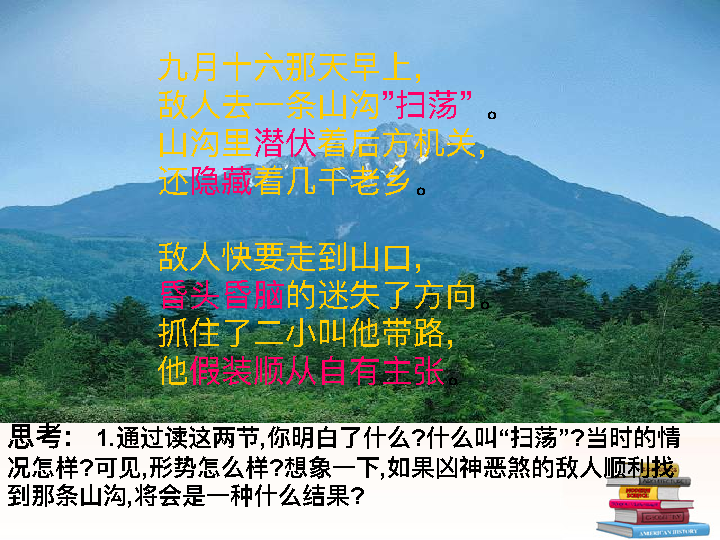 九月十六那天早上,
敌人去一条山沟”扫荡” 。
山沟里潜伏着后方机关,
还隐藏着几千老乡。
敌人快要走到山口,
昏头昏脑的迷失了方向。
抓住了二小叫他带路,
他假装顺从自有主张。
思考: 1.通过读这两节,你明白了什么?什么叫“扫荡”?当时的情
况怎样?可见,形势怎么样?想象一下,如果凶神恶煞的敌人顺利找
到那条山沟,将会是一种什么结果?
MODERN SCIENCE
AMERICAN HISTORY